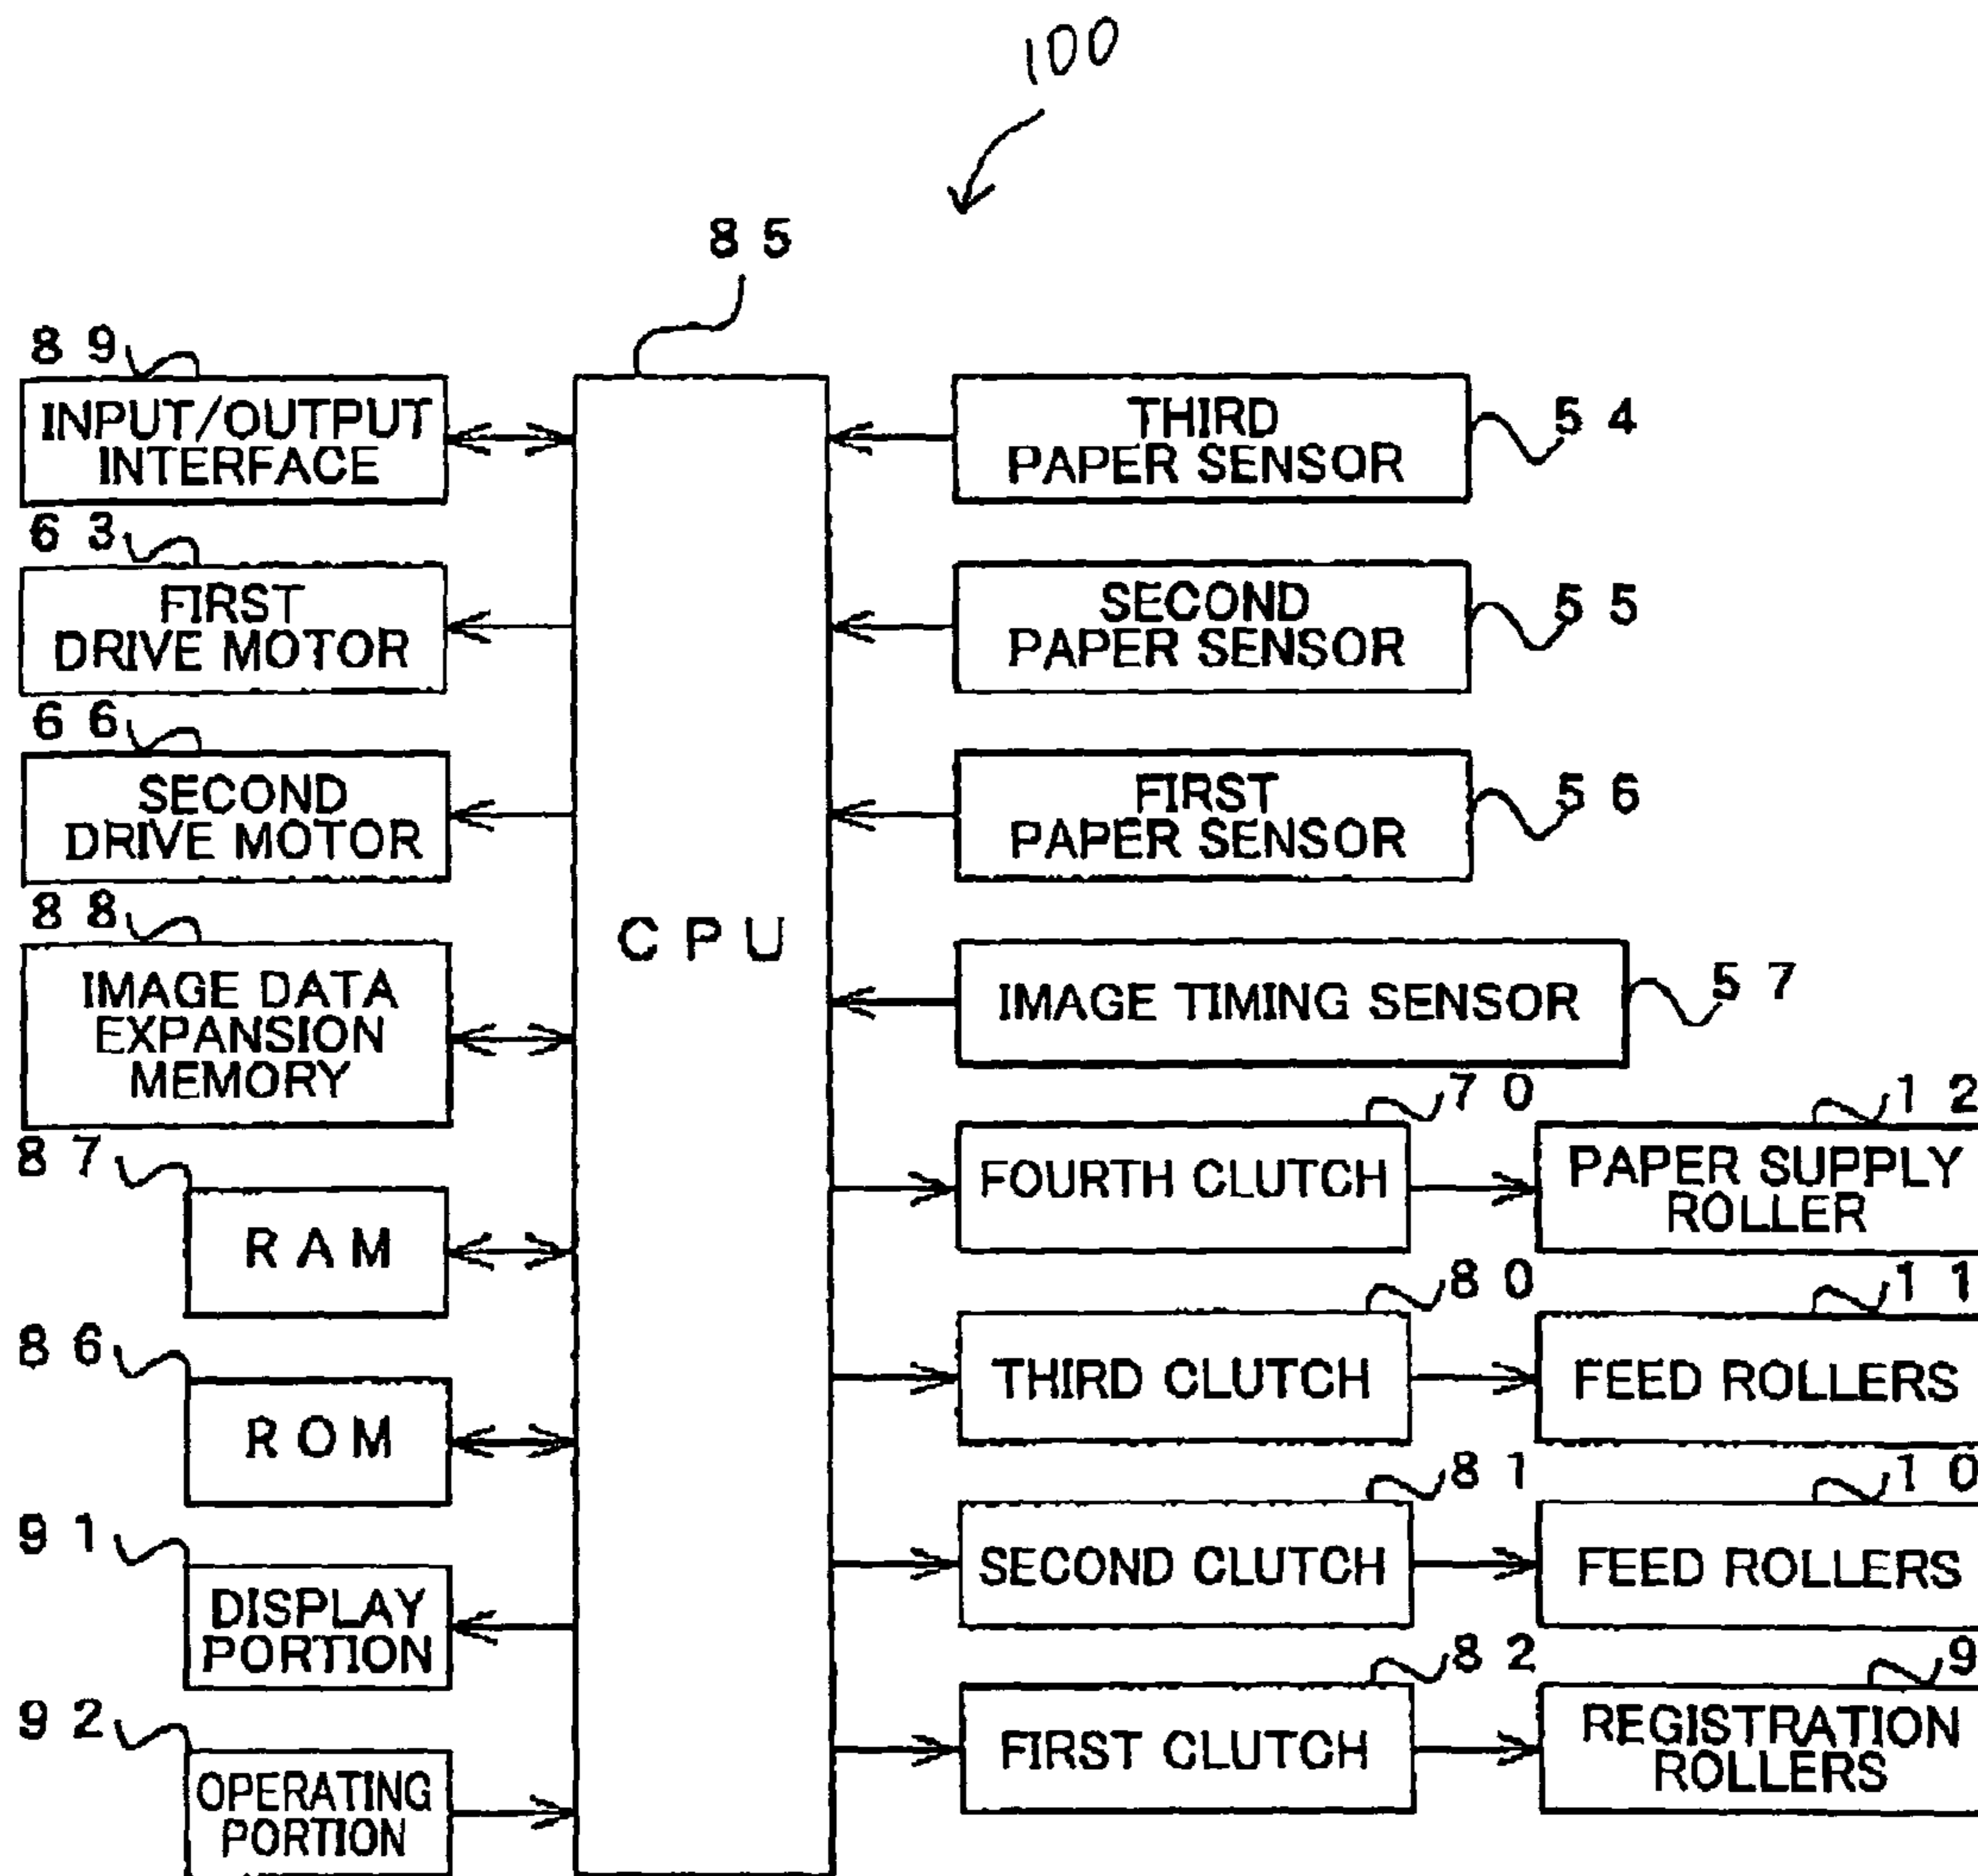 100
85
89
INPUT/OUTPUT
INTERFACE
63
FIRST
DRIVE MOTOR
66
SECOND
DRIVE MOTOR
88
IMAGE DATA
EXPANSION
MEMORY
87
RAM
86
ROM
91
DISPLAY
PORTION
92
OPERATING
PORTION
CPU
THIRD
PAPER SENSOR
54
SECOND
PAPER SENSOR
55
FIRST
PAPER SENSOR
56
IMAGE TIMING SENSOR
57
70
FOURTH CLUTCH
12
PAPER SUPPLY
ROLLER
80
THIRD CLUTCH
11
FEED ROLLERS
81
SECOND CLUTCH
10
FEED ROLLERS
82
FIRST CLUTCH
9
REGISTRATION
ROLLERS